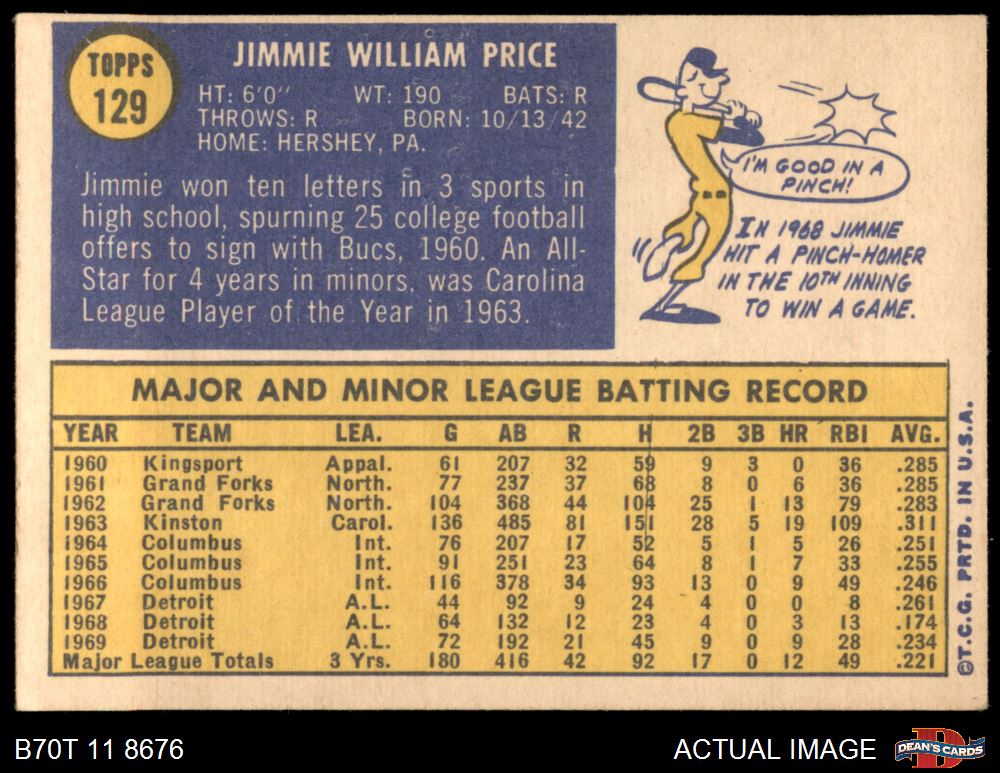 TOPPS
129
JIMMIE WILLIAM PRICE
HT: 6'0" WT: 190 BATS: R
THROWS: R BORN: 10/13/42
HOME: HERSHEY, PA.
Jimmie won ten letters in 3 sports in
high school, spurning 25 college football
offers to sign with Bucs, 1960. An All-
Star for 4 years in minors, was Carolina
League Player of the Year in 1963.
I'M GOOD IN A
PINCH!
IN 1968 JIMMIE
HIT A PINCH-HOMER
IN THE 10TH INNING
TO WIN A GAME.
MAJOR AND MINOR LEAGUE BATTING RECORD
YEAR TEAM LEA. G AB R H 2B 3B HR RBI AVG.
1960 Kingsport Appal. 61 207 32 59 9 3 0 36 .285
1961 Grand Forks North. 77 237 37 68 8 0 6 36 .285
1962 Grand Forks North. 104 368 44 104 25 1 13 79 .283
1963 Kinston Carol. 136 485 81 151 28 5 19 109 .311
1964 Columbus Int. 76 207 17 52 5 1 5 26 .251
1965 Columbus Int. 91 251 23 64 8 1 7 33 .255
1966 Columbus Int. 116 378 34 93 13 0 9 49 .246
1967 Detroit A.L. 44 92 9 24 4 0 0 8 .261
1968 Detroit A.L. 64 132 12 23 4 0 3 13 .174
1969 Detroit A.L. 72 192 21 45 9 0 9 28 .234
Major League Totals 3 Yrs. 180 416 42 92 17 0 12 49 .221
©T.C.G. PRTD. IN U.S.A.
B70T 11 8676
ACTUAL IMAGE
DEAN'S CARDS